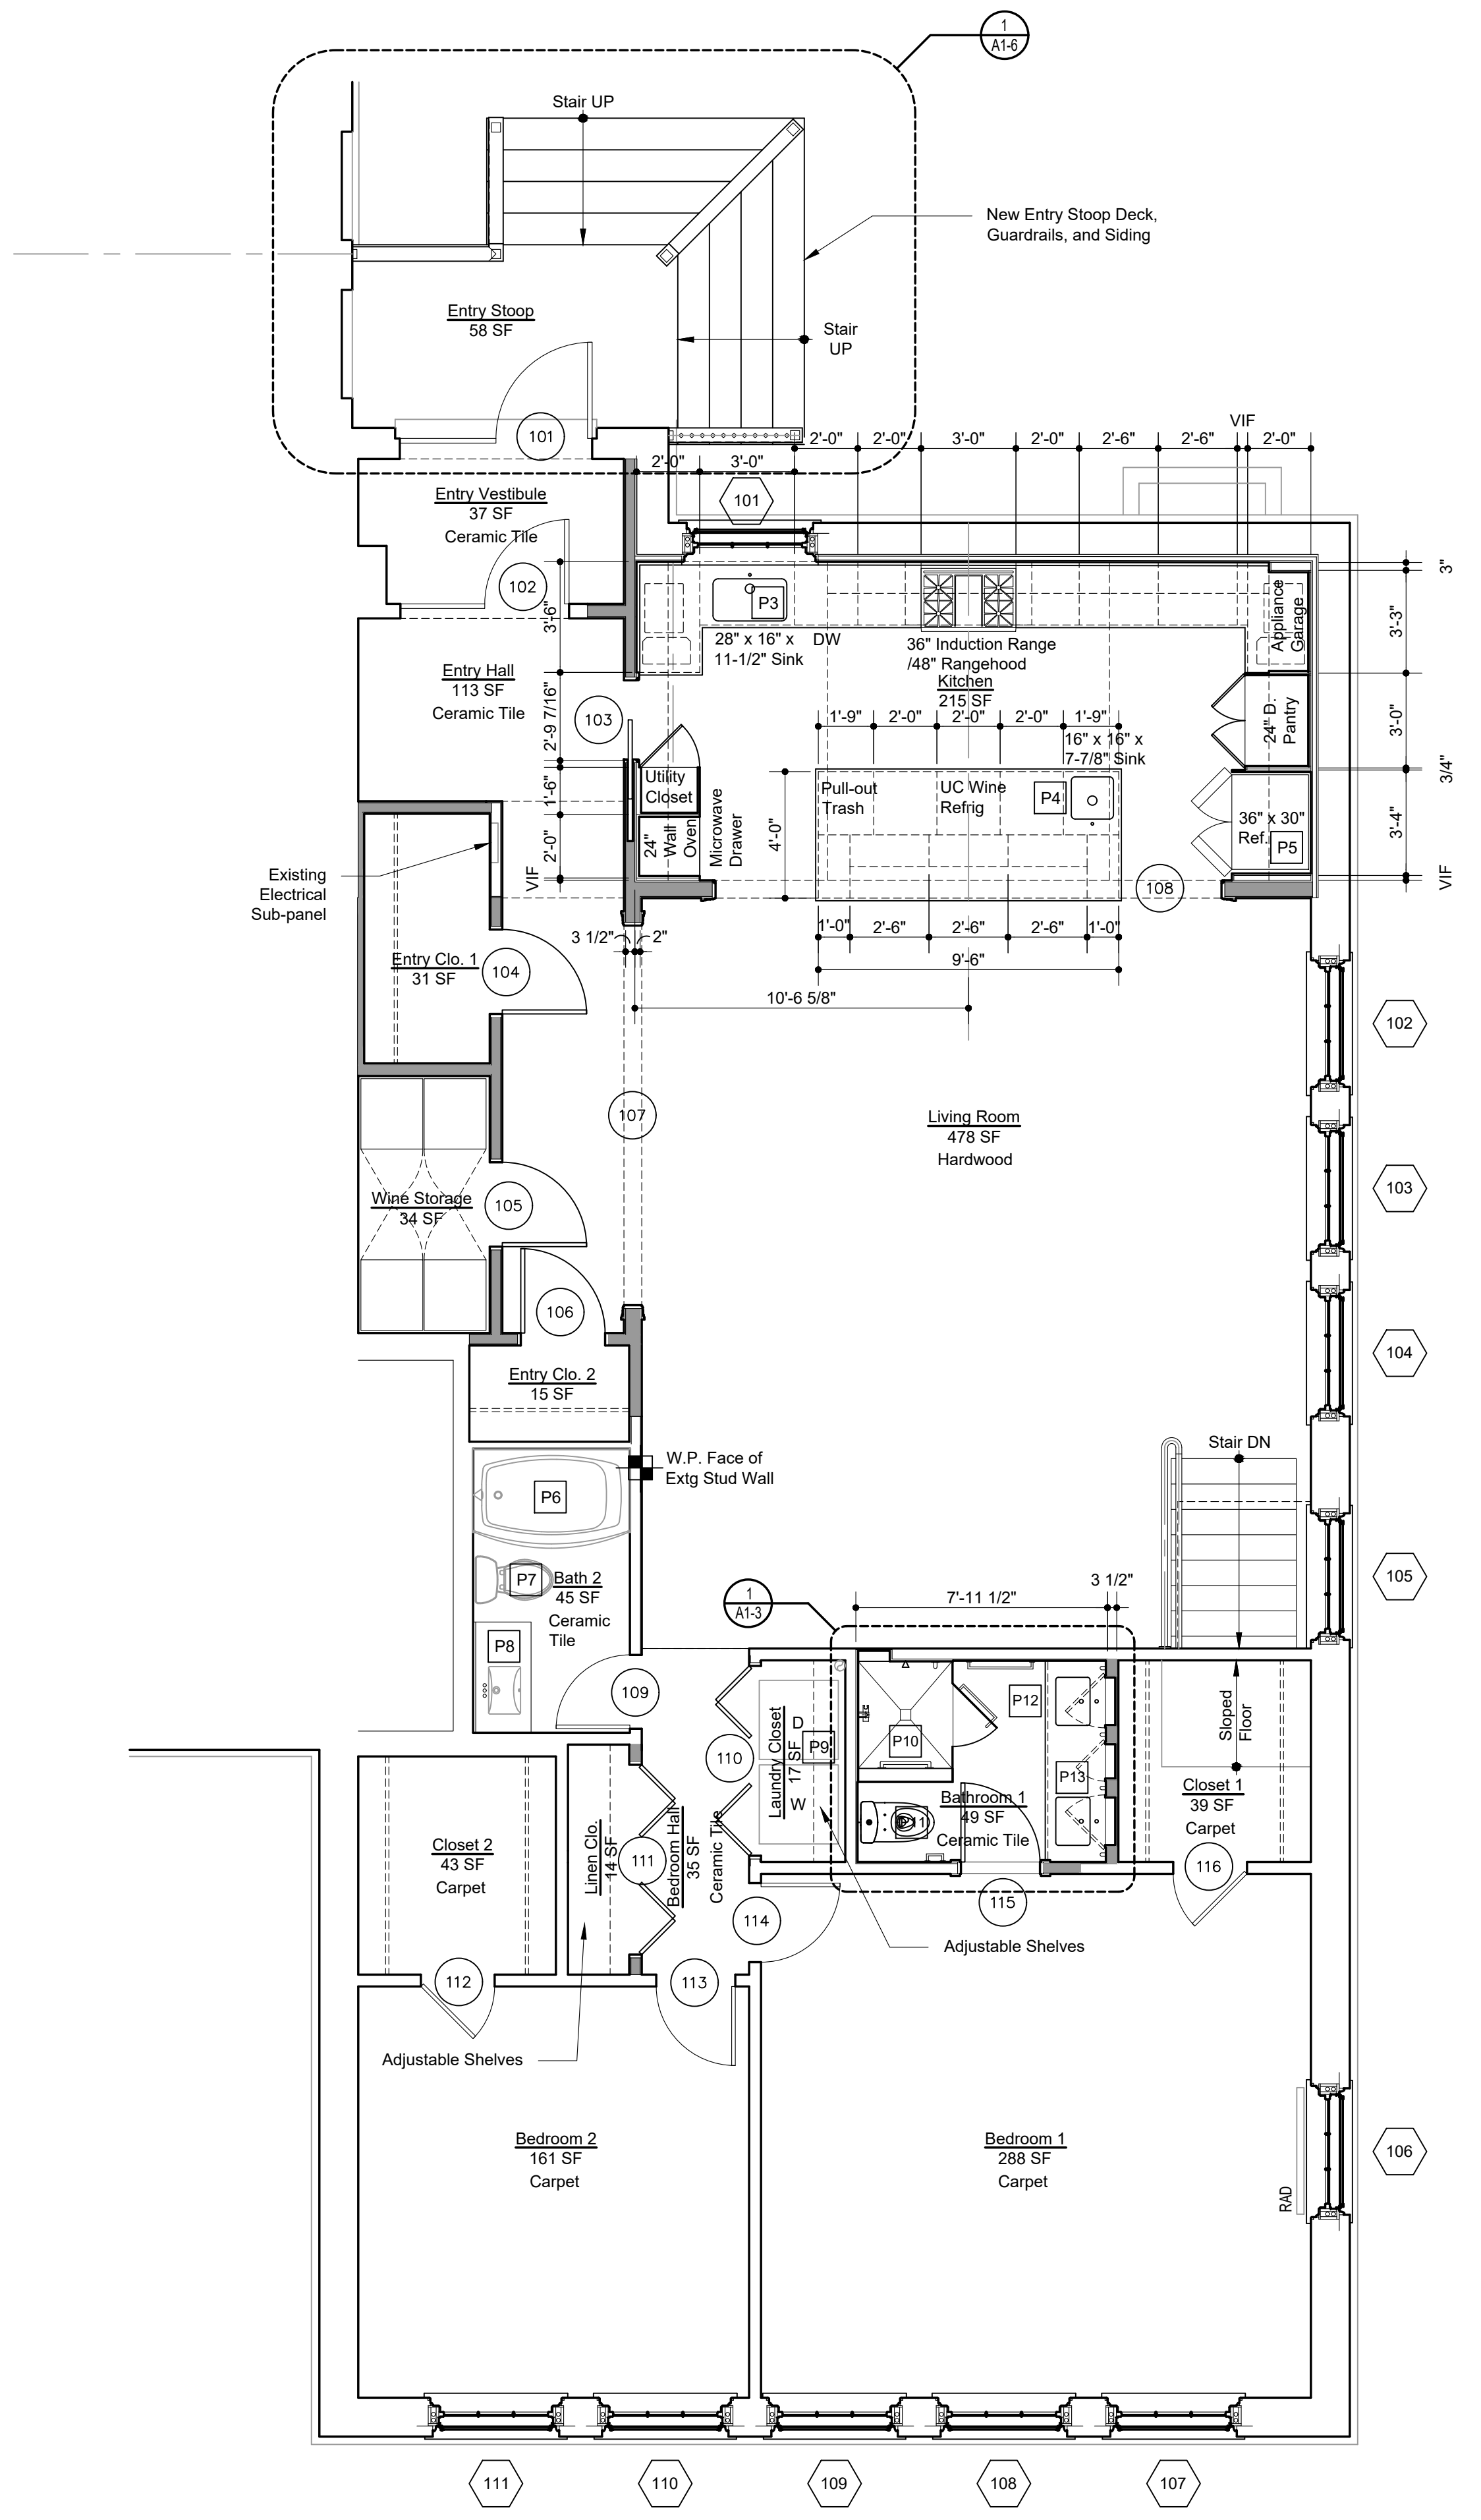 1
A1-6
Stair UP
New Entry Stoop Deck,
Guardrails, and Siding
Entry Stoop
58 SF
Stair
UP
101
VIF
2'-0"
2'-0"
3'-0"
2'-0"
2'-6"
2'-6"
2'-0"
2'-0"
3'-0"
101
Entry Vestibule
37 SF
Ceramic Tile
102
3'-6"
P3
28" x 16" x
11-1/2" Sink
DW
36" Induction Range
/48" Rangehood
Kitchen
215 SF
Appliance
Garage
3"
3'-3"
Entry Hall
113 SF
Ceramic Tile
103
2'-9 7/16"
1'-9"
2'-0"
2'-0"
2'-0"
1'-9"
16" x 16" x
7-7/8" Sink
24" D.
Pantry
3'-0"
3/4"
Utility
Closet
1'-6"
Pull-out
Trash
UC Wine
Refrig
P4
24"
Wall
Oven
Microwave
Drawer
4'-0"
36" x 30"
Ref.
P5
3'-4"
2'-0"
VIF
VIF
108
Existing
Electrical
Sub-panel
3 1/2"
2"
1'-0"
2'-6"
2'-6"
2'-6"
1'-0"
9'-6"
10'-6 5/8"
Entry Clo. 1
31 SF
104
102
107
Living Room
478 SF
Hardwood
103
Wine Storage
34 SF
105
106
104
Entry Clo. 2
15 SF
Stair DN
W.P. Face of
Extg Stud Wall
P6
P7
Bath 2
45 SF
Ceramic
Tile
P8
105
1
A1-3
7'-11 1/2"
3 1/2"
109
110
Laundry Closet
17 SF
D
P9
W
P10
P12
P13
Bathroom 1
49 SF
Ceramic Tile
P11
Sloped
Floor
Closet 1
39 SF
Carpet
116
Closet 2
43 SF
Carpet
Linen Clo.
14 SF
111
Bedroom Hall
35 SF
Ceramic Tile
114
115
Adjustable Shelves
112
113
Adjustable Shelves
Bedroom 2
161 SF
Carpet
Bedroom 1
288 SF
Carpet
RAD
106
111
110
109
108
107